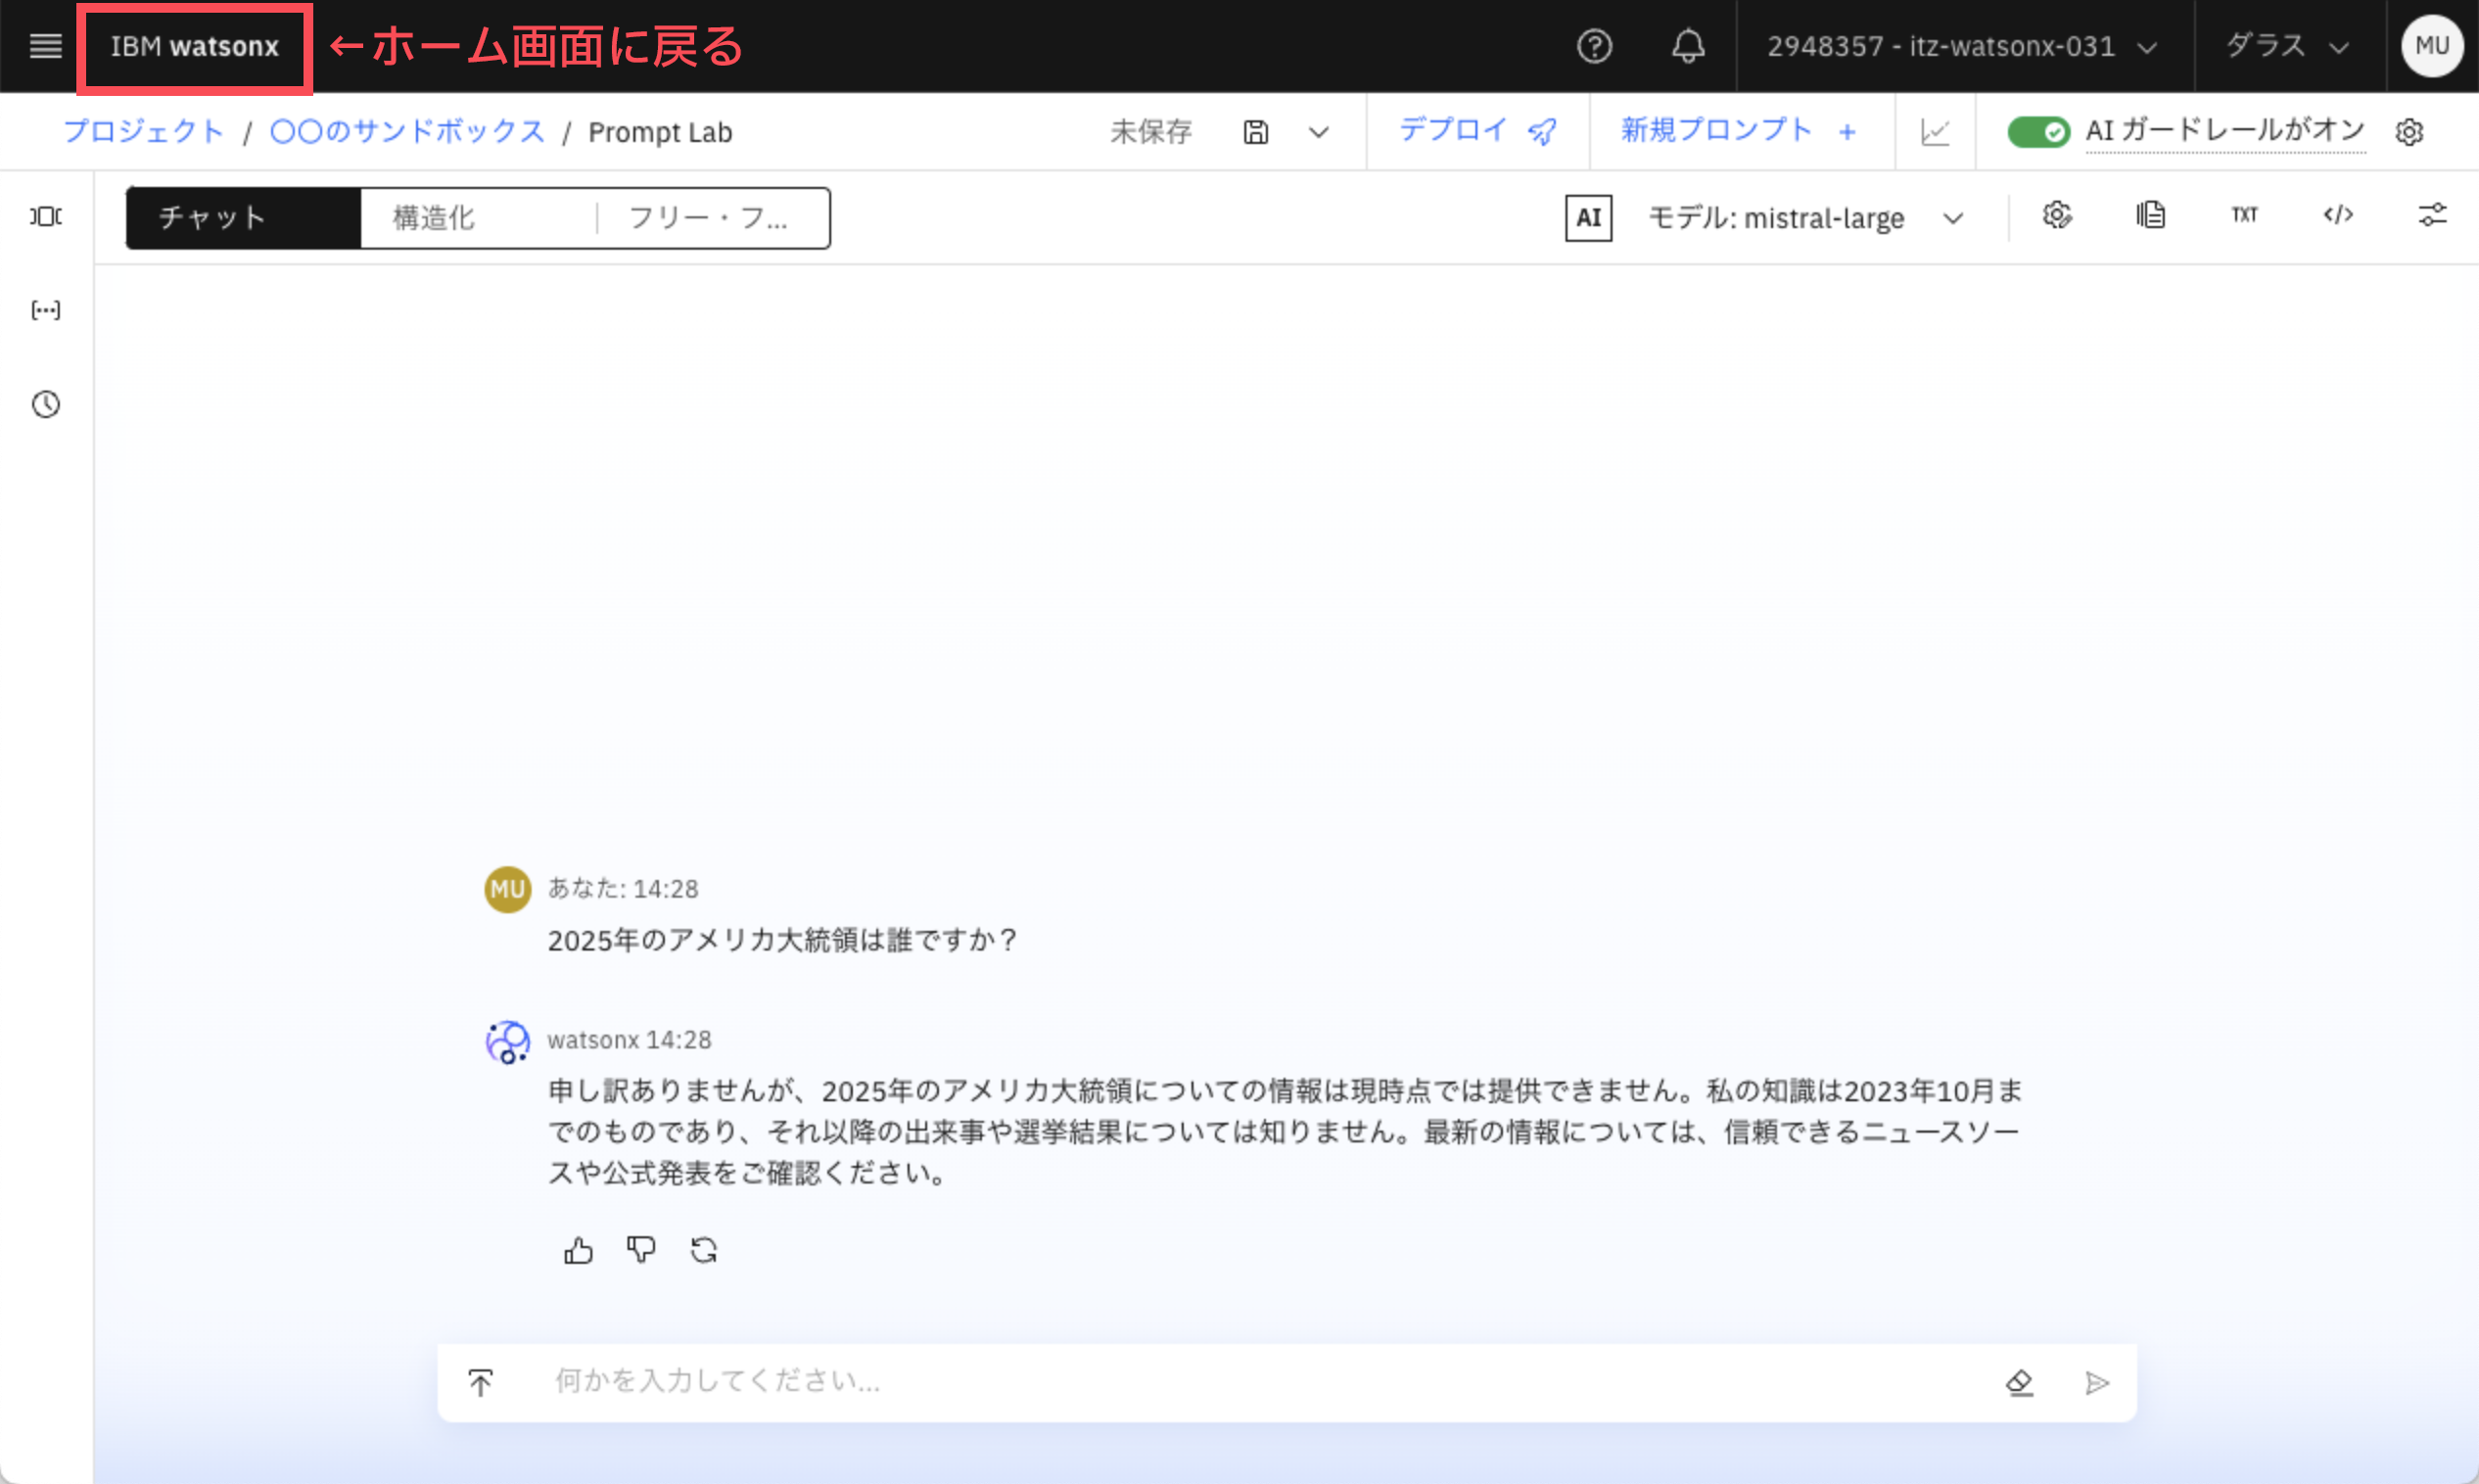 IBM watsonx ←ホーム画面に戻る 2948357 - itz-watsonx-031 ダラス MU
プロジェクト / 〇〇のサンドボックス / Prompt Lab 未保存 デプロイ 新規プロンプト + AI ガードレールがオン
チャット 構造化 フリー・フ... AI モデル: mistral-large TXT </>
MU あなた: 14:28
2025年のアメリカ大統領は誰ですか？
watsonx 14:28
申し訳ありませんが、2025年のアメリカ大統領についての情報は現時点では提供できません。私の知識は2023年10月ま
でのものであり、それ以降の出来事や選挙結果については知りません。最新の情報については、信頼できるニュースソー
スや公式発表をご確認ください。
何かを入力してください...